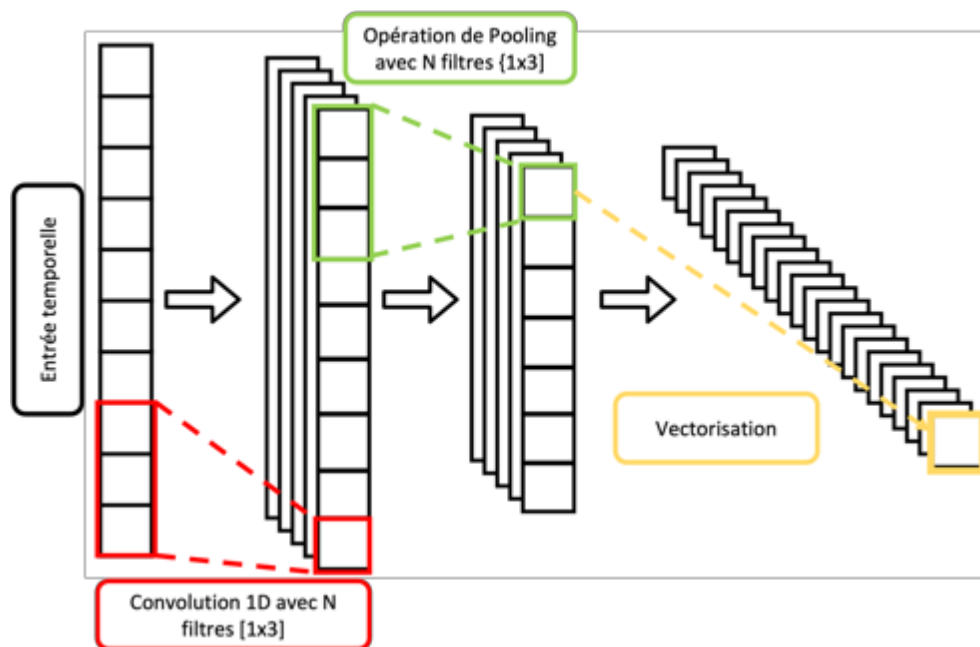 Opération de Pooling
avec N filtres {1x3]
Entrée temporelle
Vectorisation
Convolution 1D avec N
filtres [1x3]